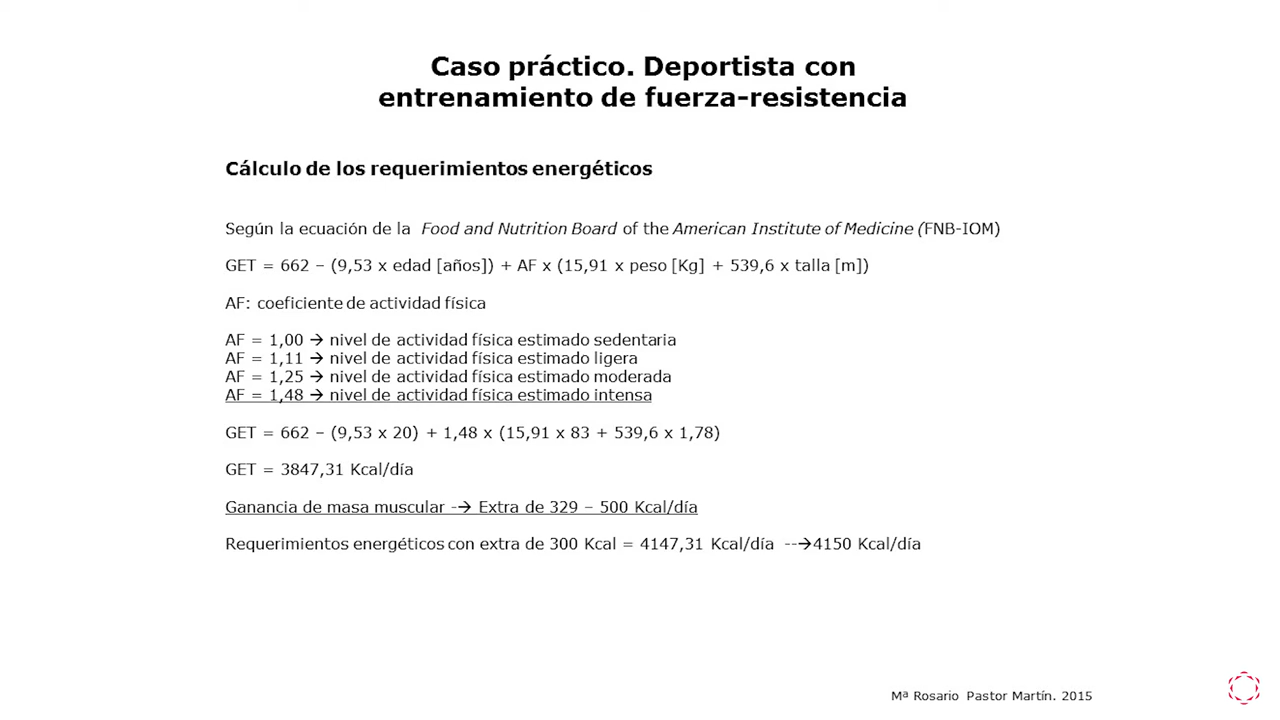 Caso práctico. Deportista con
entrenamiento de fuerza-resistencia
Cálculo de los requerimientos energéticos
Según la ecuación de la Food and Nutrition Board of the American Institute of Medicine (FNB-IOM)
GET = 662 – (9,53 x edad [años]) + AF x (15,91 x peso [Kg] + 539,6 x talla [m])
AF: coeficiente de actividad física
AF = 1,00 → nivel de actividad física estimado sedentaria
AF = 1,11 → nivel de actividad física estimado ligera
AF = 1,25 → nivel de actividad física estimado moderada
AF = 1,48 → nivel de actividad física estimado intensa
GET = 662 – (9,53 x 20) + 1,48 x (15,91 x 83 + 539,6 x 1,78)
GET = 3847,31 Kcal/día
Ganancia de masa muscular -→ Extra de 329 – 500 Kcal/día
Requerimientos energéticos con extra de 300 Kcal = 4147,31 Kcal/día --→4150 Kcal/día
Mª Rosario Pastor Martín. 2015